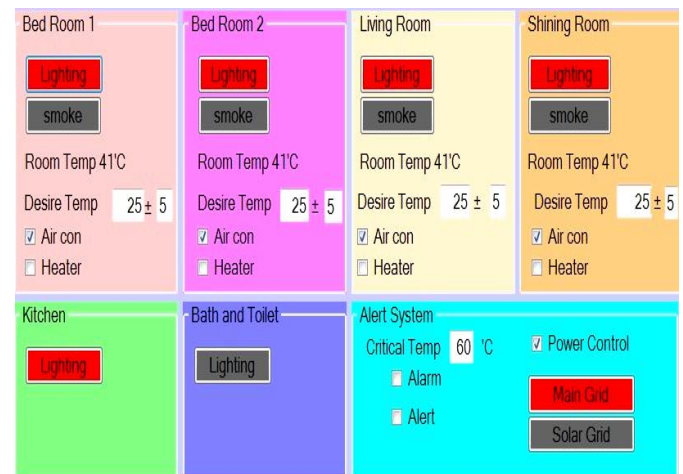 Bed Room 1
Lighting
smoke
Room Temp 41'C
Desire Temp 25 ± 5
Air con
Heater
Bed Room 2
Lighting
smoke
Room Temp 41'C
Desire Temp 25 ± 5
Air con
Heater
Living Room
Lighting
smoke
Room Temp 41'C
Desire Temp 25 ± 5
Air con
Heater
Shining Room
Lighting
smoke
Room Temp 41'C
Desire Temp 25 ± 5
Air con
Heater
Kitchen
Lighting
Bath and Toilet
Lighting
Alert System
Critical Temp 60 'C
Alarm
Alert
Power Control
Main Grid
Solar Grid